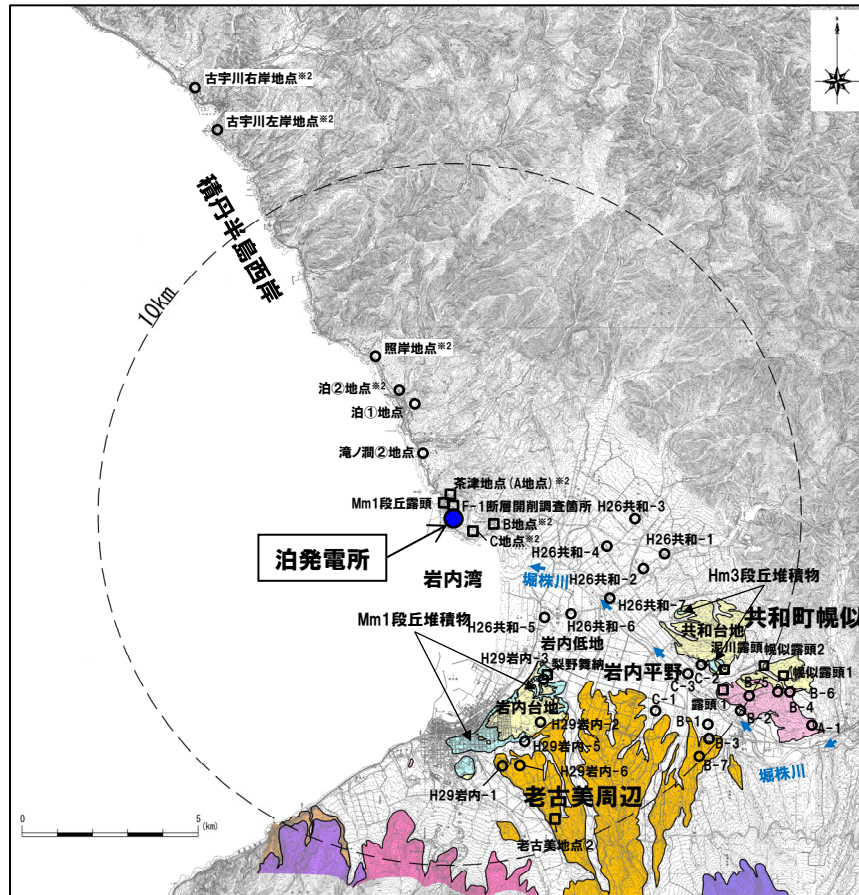 N
古宇川右岸地点※2
古宇川左岸地点※2
積丹半島西岸
10km
照岸地点※2
泊②地点※2
泊①地点
滝ノ澗②地点
茶津地点(A地点)※2
Mm1段丘露頭
F-1断層開削調査箇所
H26共和-3
B地点※2
C地点※2
泊発電所
H26共和-4
H26共和-1
岩内湾
堀株川
H26共和-2
Hm3段丘堆積物
H26共和-7
Mm1段丘堆積物
H26共和-5
H26共和-6
共和町幌似
共和台地
岩内低地
泥川露頭
幌似露頭2
H29岩内-3
梨野舞納
岩内平野
C-2
幌似露頭1
C-3
B-5
B-6
岩内台地
C-1
露頭①
B-4
H29岩内-2
B-1
B-2
A-1
H29岩内-5
B-3
H29岩内-6
B-7
堀株川
H29岩内-1
老古美周辺
0
5
(km)
老古美地点2